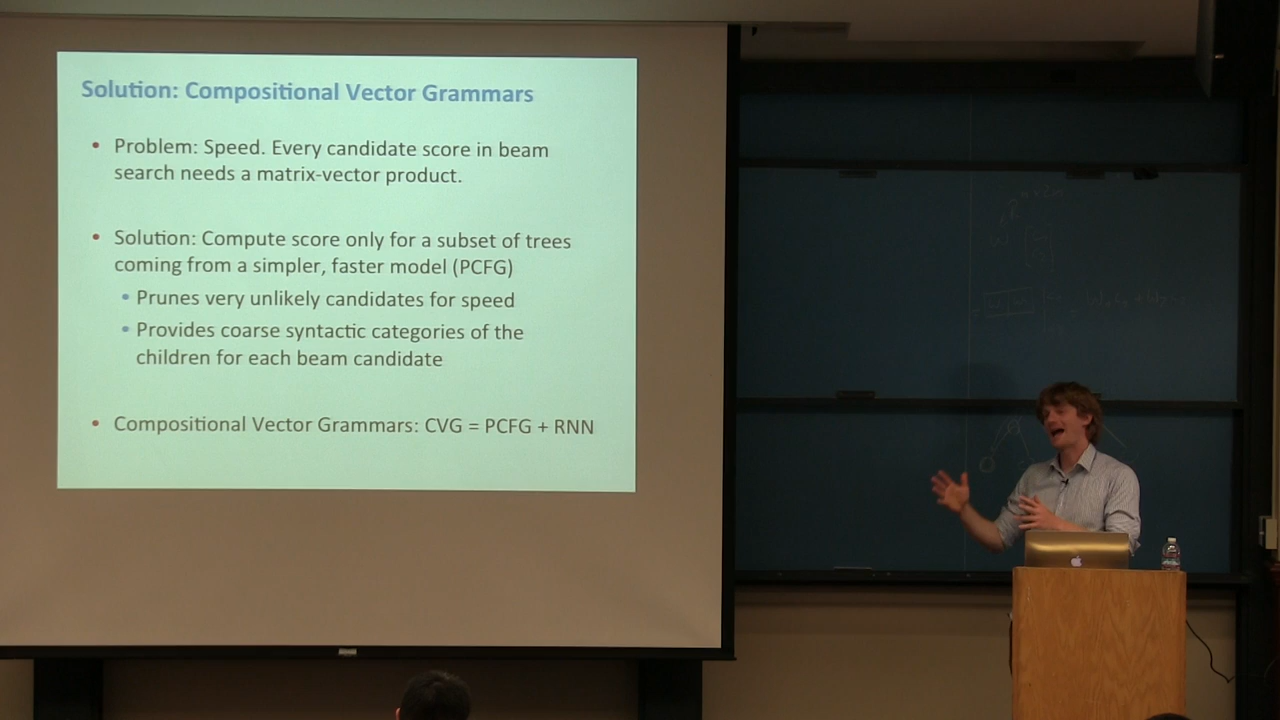 Solution: Compositional Vector Grammars
• Problem: Speed. Every candidate score in beam
search needs a matrix-vector product.
• Solution: Compute score only for a subset of trees
coming from a simpler, faster model (PCFG)
• Prunes very unlikely candidates for speed
• Provides coarse syntactic categories of the
children for each beam candidate
• Compositional Vector Grammars: CVG = PCFG + RNN